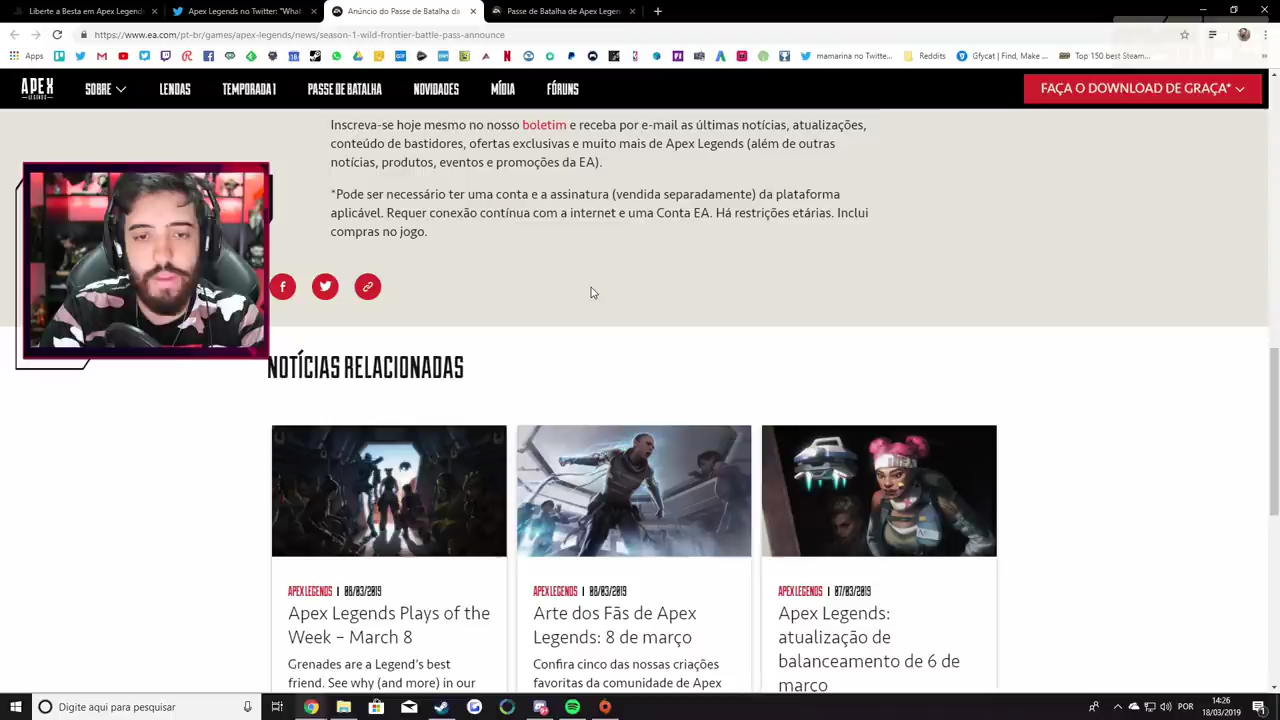 Liberte a Besta em Apex Legends
Apex Legends no Twitter: "What
Anúncio do Passe de Batalha da
Passe de Batalha de Apex Legen
https://www.ea.com/pt-br/games/apex-legends/news/season-1-wild-frontier-battle-pass-announce
Apps
mamarina no Twitte...
Reddits
Gfycat | Find, Make ...
Top 150 best Steam...
APEX
LEGENDS
SOBRE
LENDAS
TEMPORADA 1
PASSE DE BATALHA
NOVIDADES
MÍDIA
FÓRUNS
FAÇA O DOWNLOAD DE GRAÇA*
Inscreva-se hoje mesmo no nosso boletim e receba por e-mail as últimas notícias, atualizações,
conteúdo de bastidores, ofertas exclusivas e muito mais de Apex Legends (além de outras
notícias, produtos, eventos e promoções da EA).
*Pode ser necessário ter uma conta e a assinatura (vendida separadamente) da plataforma
aplicável. Requer conexão contínua com a internet e uma Conta EA. Há restrições etárias. Inclui
compras no jogo.
NOTÍCIAS RELACIONADAS
APEX LEGENDS | 08/03/2019
Apex Legends Plays of the
Week – March 8
Grenades are a Legend's best
friend. See why (and more) in our
APEX LEGENDS | 08/03/2019
Arte dos Fãs de Apex
Legends: 8 de março
Confira cinco das nossas criações
favoritas da comunidade de Apex
APEX LEGENDS | 07/03/2019
Apex Legends:
atualização de
balanceamento de 6 de
março
Digite aqui para pesquisar
POR
14:26
18/03/2019